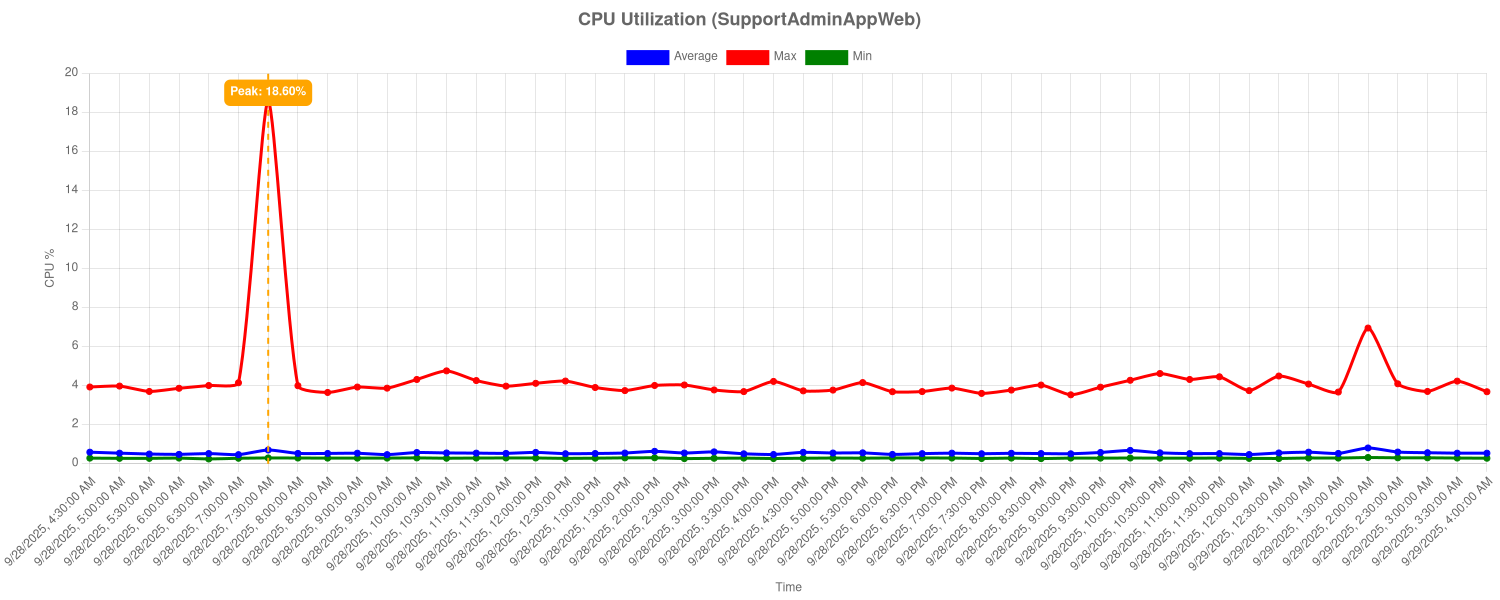 CPU Utilization (SupportAdminAppWeb)
Average Max Min
Peak: 18.60%
20
18
16
14
12
10
8
6
4
2
0
CPU %
9/28/2025, 4:30:00 AM
9/28/2025, 5:00:00 AM
9/28/2025, 5:30:00 AM
9/28/2025, 6:00:00 AM
9/28/2025, 6:30:00 AM
9/28/2025, 7:00:00 AM
9/28/2025, 7:30:00 AM
9/28/2025, 8:00:00 AM
9/28/2025, 8:30:00 AM
9/28/2025, 9:00:00 AM
9/28/2025, 9:30:00 AM
9/28/2025, 10:00:00 AM
9/28/2025, 10:30:00 AM
9/28/2025, 11:00:00 AM
9/28/2025, 11:30:00 AM
9/28/2025, 12:00:00 PM
9/28/2025, 12:30:00 PM
9/28/2025, 1:00:00 PM
9/28/2025, 1:30:00 PM
9/28/2025, 2:00:00 PM
9/28/2025, 2:30:00 PM
9/28/2025, 3:00:00 PM
9/28/2025, 3:30:00 PM
9/28/2025, 4:00:00 PM
9/28/2025, 4:30:00 PM
9/28/2025, 5:00:00 PM
9/28/2025, 5:30:00 PM
9/28/2025, 6:00:00 PM
9/28/2025, 6:30:00 PM
9/28/2025, 7:00:00 PM
9/28/2025, 7:30:00 PM
9/28/2025, 8:00:00 PM
9/28/2025, 8:30:00 PM
9/28/2025, 9:00:00 PM
9/28/2025, 9:30:00 PM
9/28/2025, 10:00:00 PM
9/28/2025, 10:30:00 PM
9/28/2025, 11:00:00 PM
9/28/2025, 11:30:00 PM
9/29/2025, 12:00:00 AM
9/29/2025, 12:30:00 AM
9/29/2025, 1:00:00 AM
9/29/2025, 1:30:00 AM
9/29/2025, 2:00:00 AM
9/29/2025, 2:30:00 AM
9/29/2025, 3:00:00 AM
9/29/2025, 3:30:00 AM
9/29/2025, 4:00:00 AM
Time